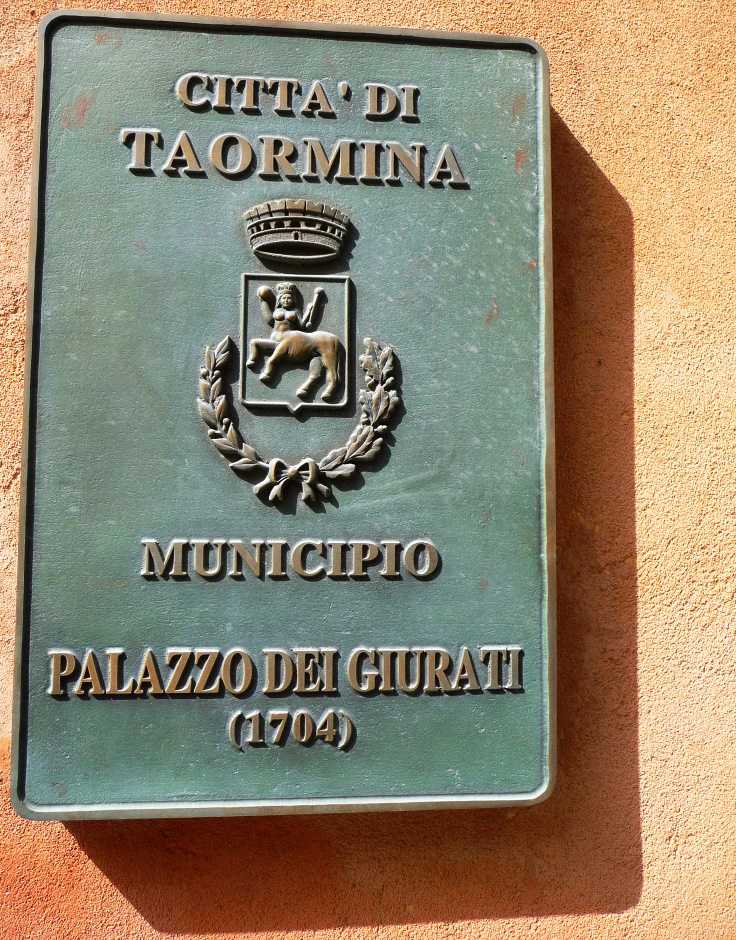 CITTA' DI
TAORMINA
MUNICIPIO
PALAZZO DEI GIURATI
(1704)